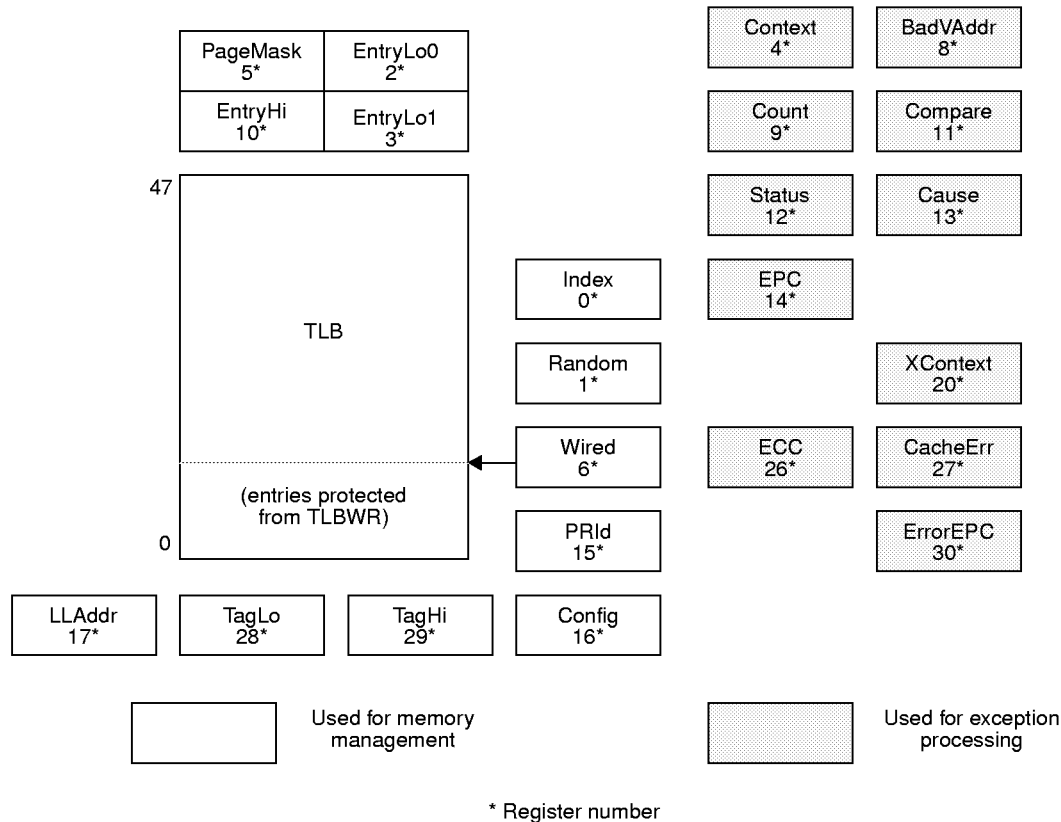 PageMask
5*
EntryLo0
2*
EntryHi
10*
EntryLo1
3*
Context
4*
BadVAddr
8*
Count
9*
Compare
11*
Status
12*
Cause
13*
47
TLB
Index
0*
EPC
14*
Random
1*
XContext
20*
Wired
6*
ECC
26*
CacheErr
27*
(entries protected
from TLBWR)
0
PRId
15*
ErrorEPC
30*
LLAddr
17*
TagLo
28*
TagHi
29*
Config
16*
Used for memory
management
Used for exception
processing
* Register number